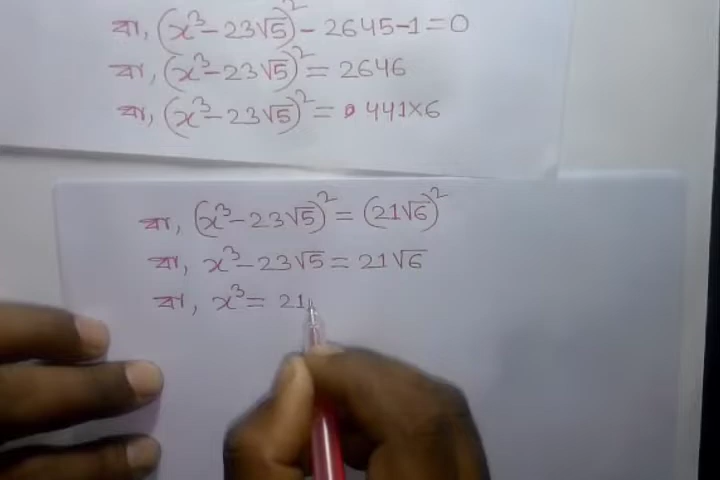 বা, (x³ - 23√5)² - 2645 - 1 = 0
বা, (x³ - 23√5)² = 2646
বা, (x³ - 23√5)² = 441×6
বা, (x³ - 23√5)² = (21√6)²
বা, x³ - 23√5 = 21√6
বা, x³ = 21